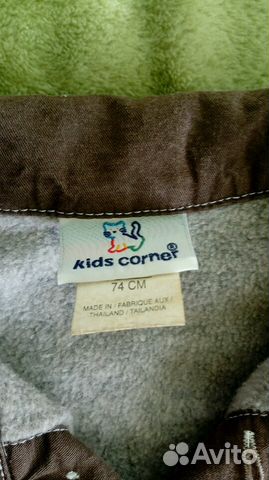 kids corner ®
74 CM
MADE IN / FABRIQUE AUX /
THAILAND / TAILANDIA
Avito